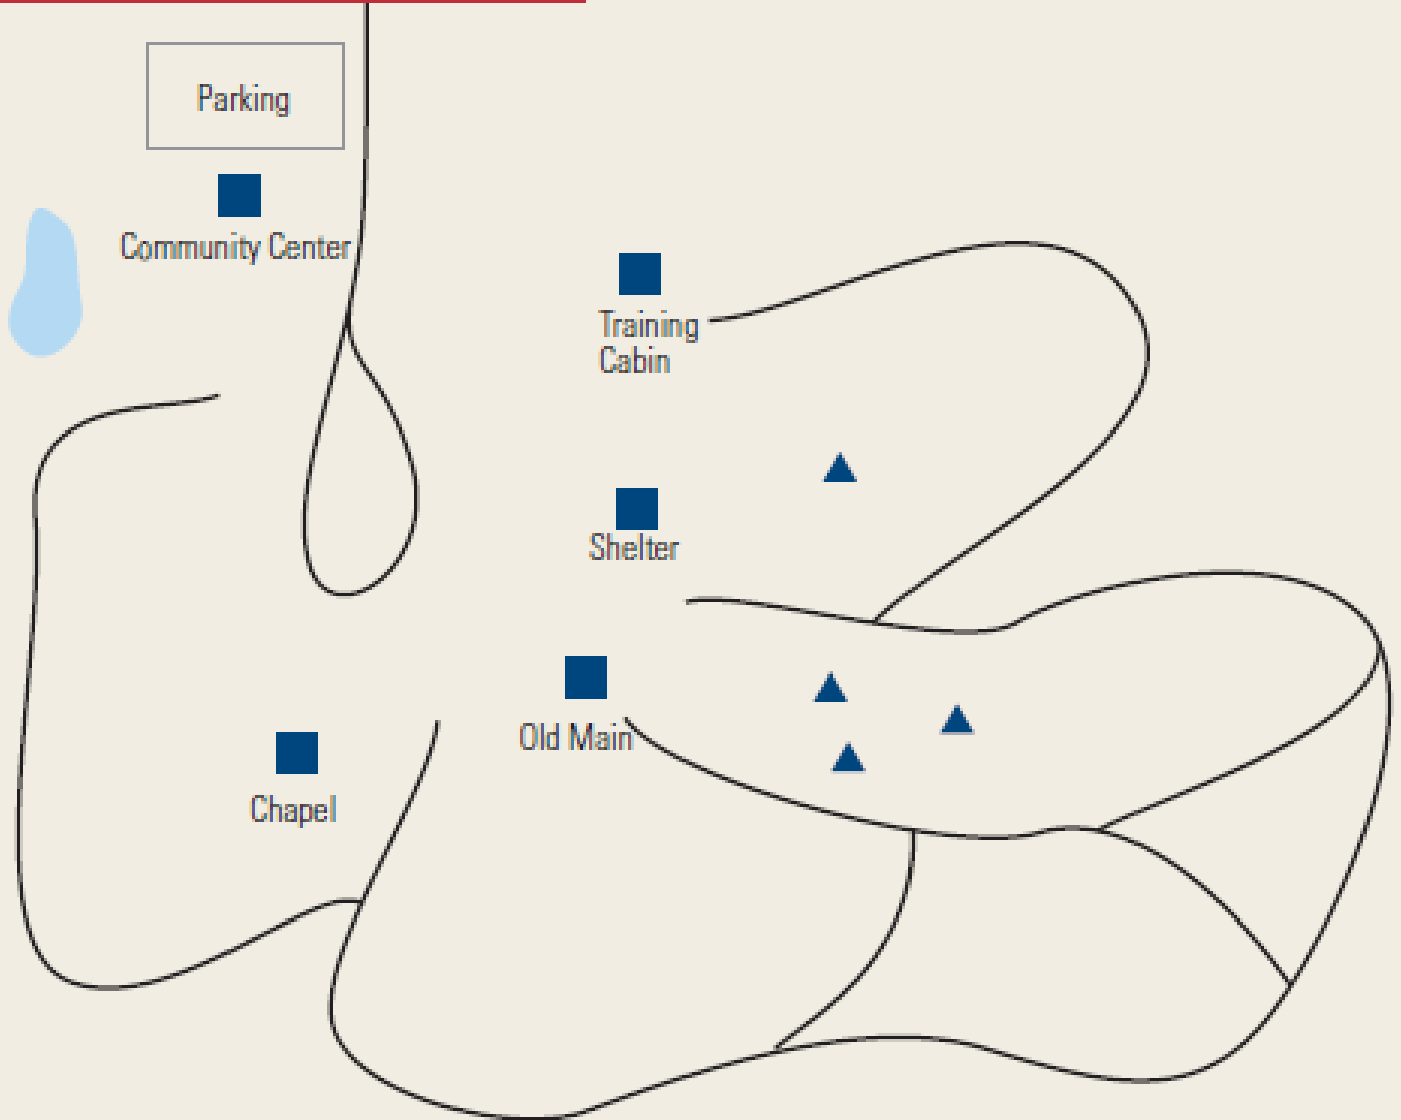 Parking
Community Center
Training
Cabin
Shelter
Old Main
Chapel